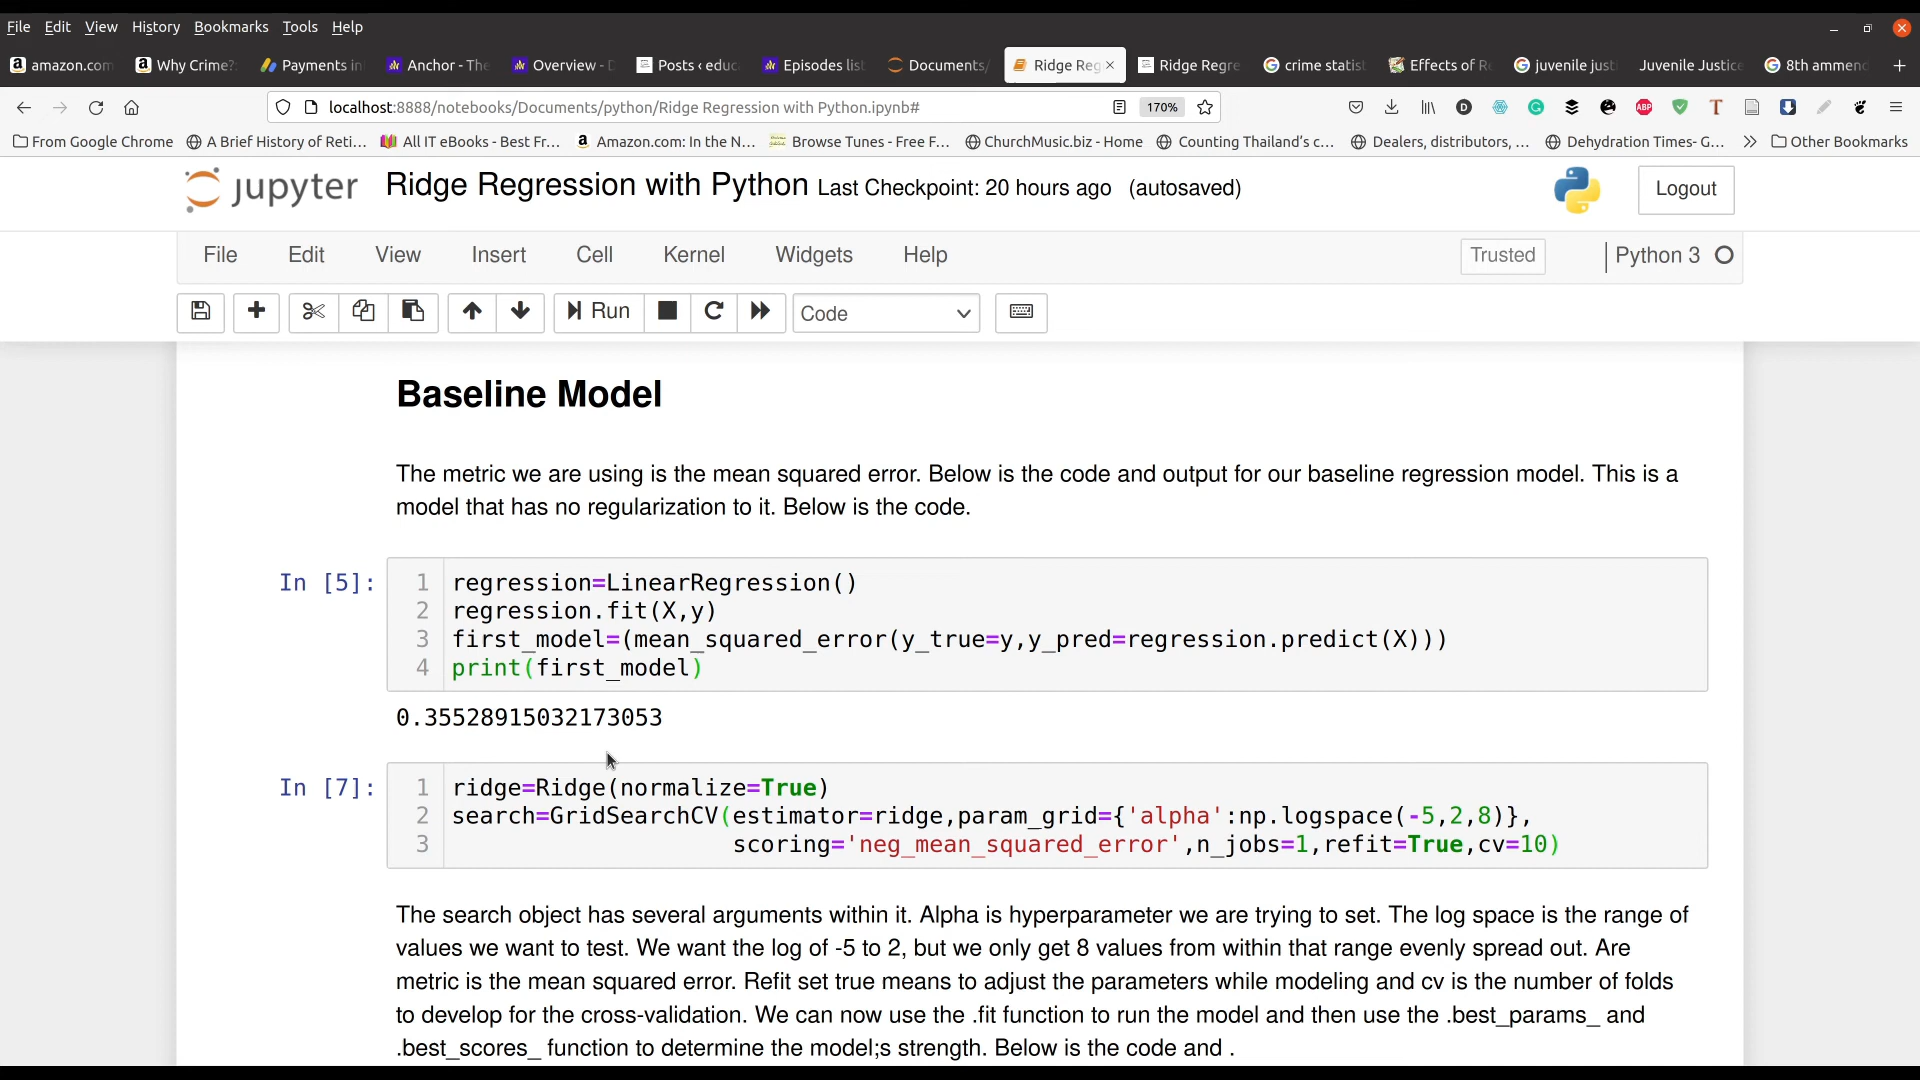 File Edit View History Bookmarks Tools Help
amazon.com Why Crime? Payments in Anchor - The Overview - Posts ‹ educ Episodes lis Documents/ Ridge Reg Ridge Regre crime statis Effects of Re juvenile just Juvenile Justice 8th ammend
localhost:8888/notebooks/Documents/python/Ridge Regression with Python.ipynb# 170%
From Google Chrome A Brief History of Reti... All IT eBooks - Best Fr... Amazon.com: In the N... Browse Tunes - Free F... ChurchMusic.biz - Home Counting Thailand's c... Dealers, distributors, ... Dehydration Times- G... Other Bookmarks
jupyter Ridge Regression with Python Last Checkpoint: 20 hours ago (autosaved) Logout
File Edit View Insert Cell Kernel Widgets Help Trusted Python 3
Run Code
Baseline Model
The metric we are using is the mean squared error. Below is the code and output for our baseline regression model. This is a
model that has no regularization to it. Below is the code.
In [5]: 1 regression=LinearRegression()
2 regression.fit(X,y)
3 first_model=(mean_squared_error(y_true=y,y_pred=regression.predict(X)))
4 print(first_model)
0.35528915032173053
In [7]: 1 ridge=Ridge(normalize=True)
2 search=GridSearchCV(estimator=ridge,param_grid={'alpha':np.logspace(-5,2,8)},
3 scoring='neg_mean_squared_error',n_jobs=1,refit=True,cv=10)
The search object has several arguments within it. Alpha is hyperparameter we are trying to set. The log space is the range of
values we want to test. We want the log of -5 to 2, but we only get 8 values from within that range evenly spread out. Are
metric is the mean squared error. Refit set true means to adjust the parameters while modeling and cv is the number of folds
to develop for the cross-validation. We can now use the .fit function to run the model and then use the .best_params_ and
.best_scores_ function to determine the model;s strength. Below is the code and .